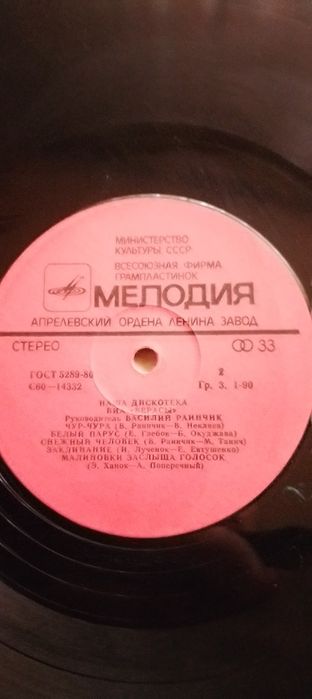 МИНИСТЕРСТВО
КУЛЬТУРЫ СССР
ВСЕСОЮЗНАЯ ФИРМА
ГРАМПЛАСТИНОК
МЕЛОДИЯ
АПРЕЛЕВСКИЙ ОРДЕНА ЛЕНИНА ЗАВОД
СТЕРЕО 33
ГОСТ 5289-80 2
С60—14332 Гр. 3. 1-90
НАША ДИСКОТЕКА
ВИА «ВЕРАСЫ»
Руководитель ВАСИЛИЙ РАИНЧИК
ЧУР-ЧУРА (В. Раинчик—В. Некляев)
БЕЛЫЙ ПАРУС (Е. Глебов—Б. Окуджава)
СНЕЖНЫЙ ЧЕЛОВЕК (В. Раинчик—М. Танич)
ЗАКЛИНАНИЕ (И. Лученок—Е. Евтушенко)
МАЛИНОВКИ ЗАСЛЫША ГОЛОСОК
(Э. Ханок—А. Поперечный)